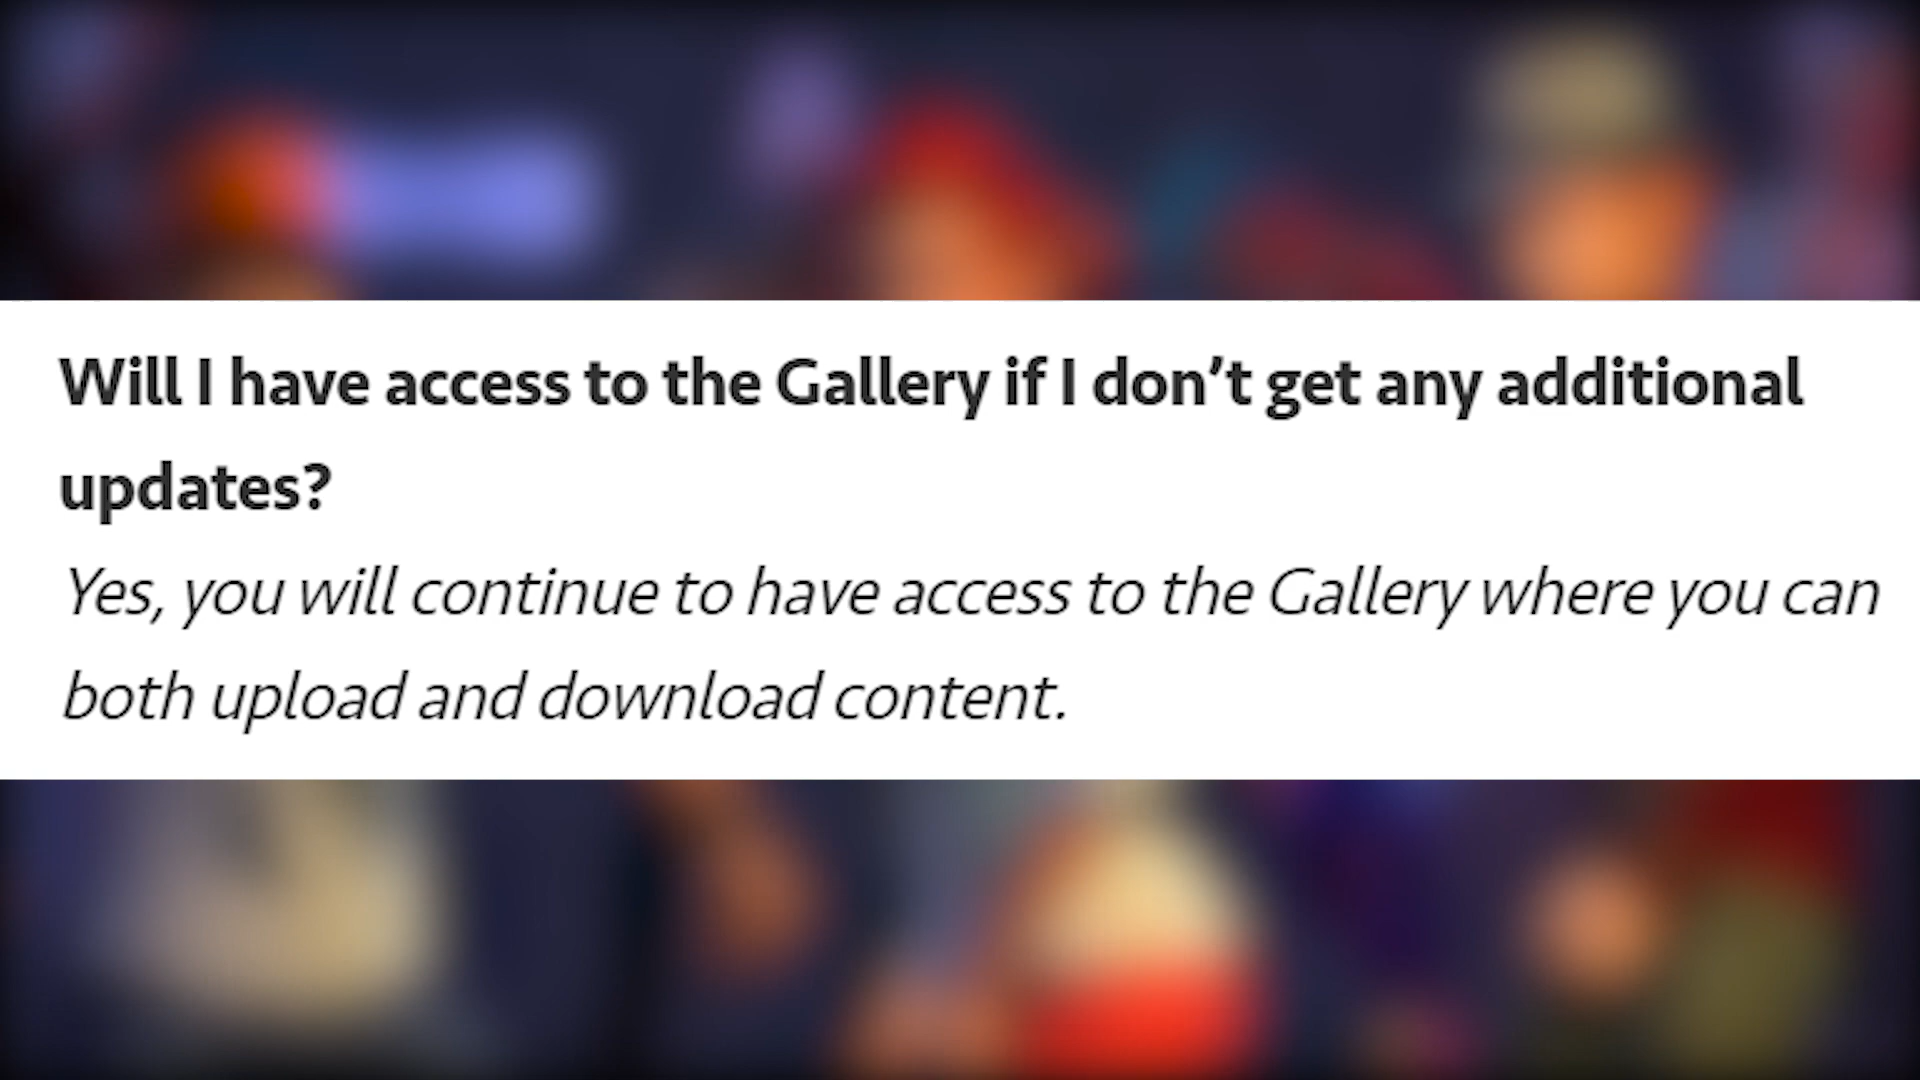 Will I have access to the Gallery if I don’t get any additional
updates?
Yes, you will continue to have access to the Gallery where you can
both upload and download content.